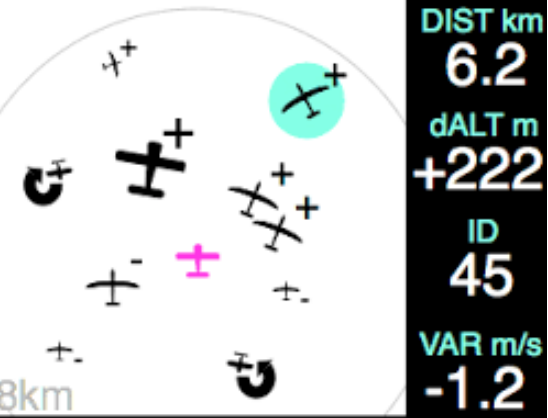 DIST km
6.2
dALT m
+222
ID
45
VAR m/s
-1.2
8km